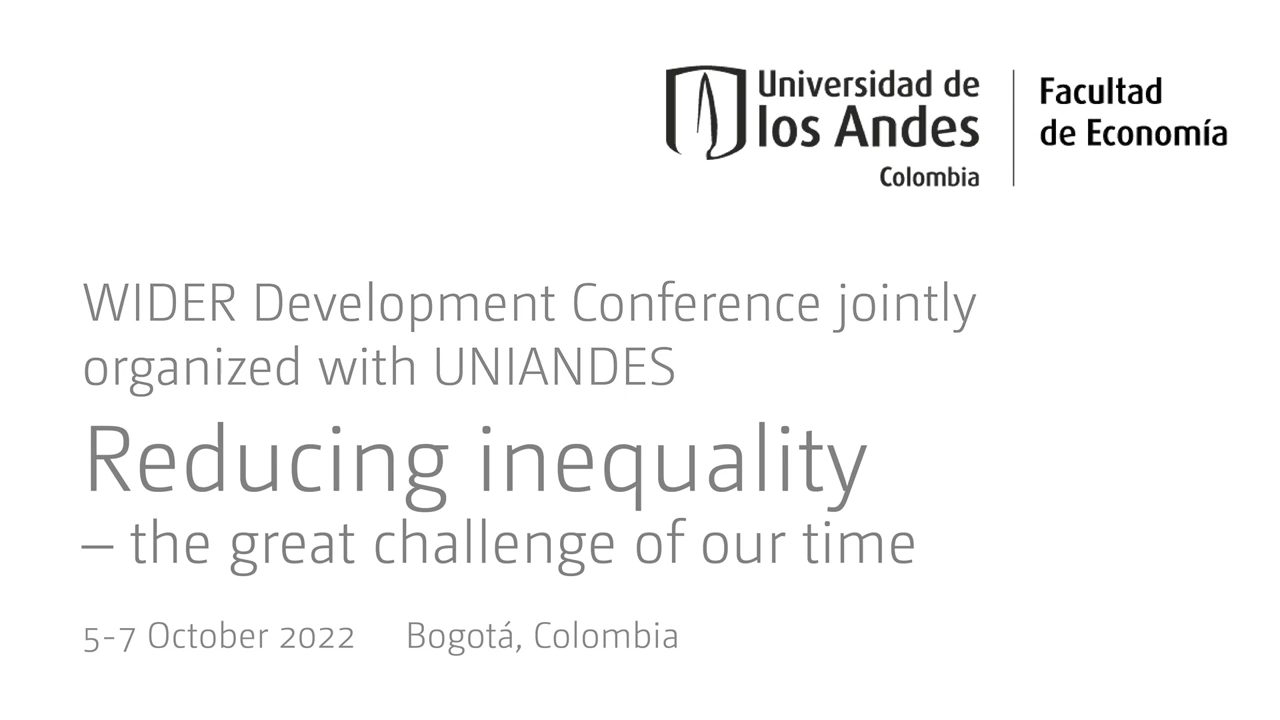 Universidad de
los Andes
Colombia
Facultad
de Economía
WIDER Development Conference jointly
organized with UNIANDES
Reducing inequality
– the great challenge of our time
5-7 October 2022 Bogotá, Colombia